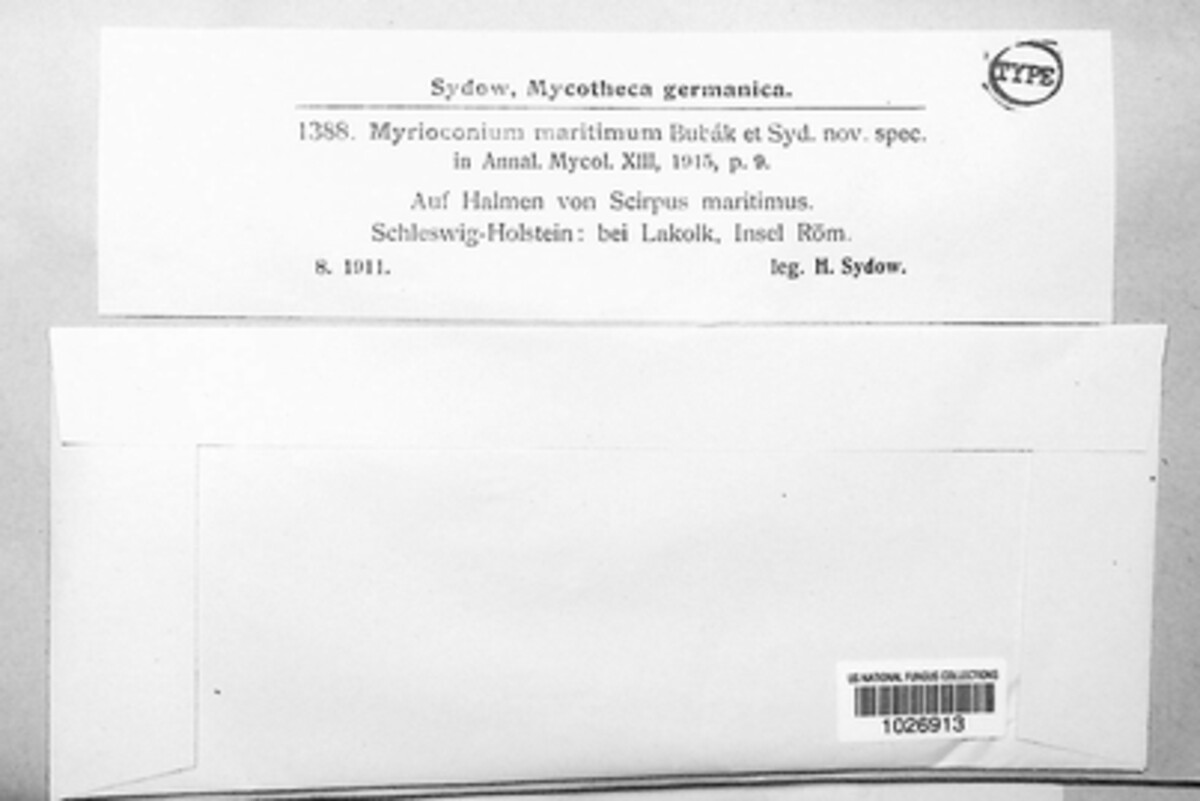 TYPE
Sydow, Mycotheca germanica.
1388. Myrioconium maritimum Bubák et Syd. nov. spec.
in Annal. Mycol. XIII, 1915, p. 9.
Auf Halmen von Scirpus maritimus.
Schleswig-Holstein: bei Lakolk, Insel Röm.
8. 1911. leg. H. Sydow.
US NATIONAL FUNGUS COLLECTIONS
1026913